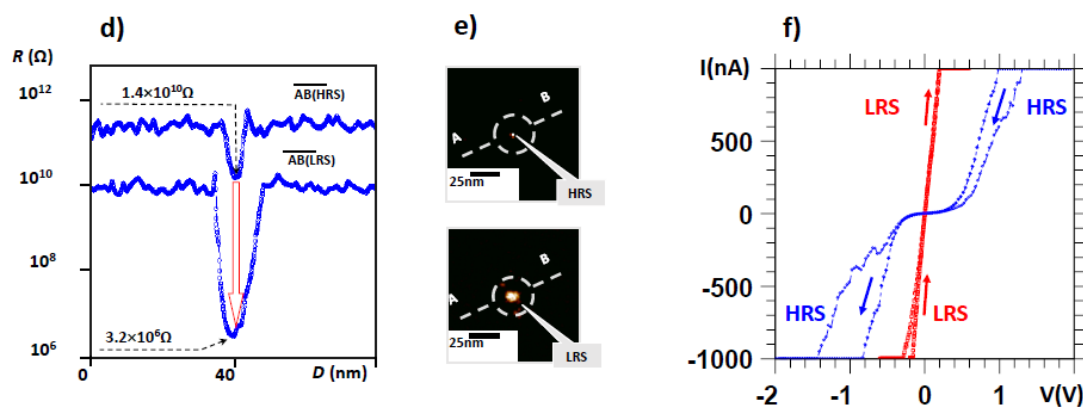 d)
R (Ω)
10¹²
10¹⁰
10⁸
10⁶
1.4×10¹⁰Ω
AB(HRS)
AB(LRS)
3.2×10⁶Ω
0
40
D (nm)
e)
A
B
25nm
HRS
A
B
25nm
LRS
f)
I(nA)
500
0
-500
-1000
LRS
HRS
HRS
LRS
-2
-1
0
1
V(V)